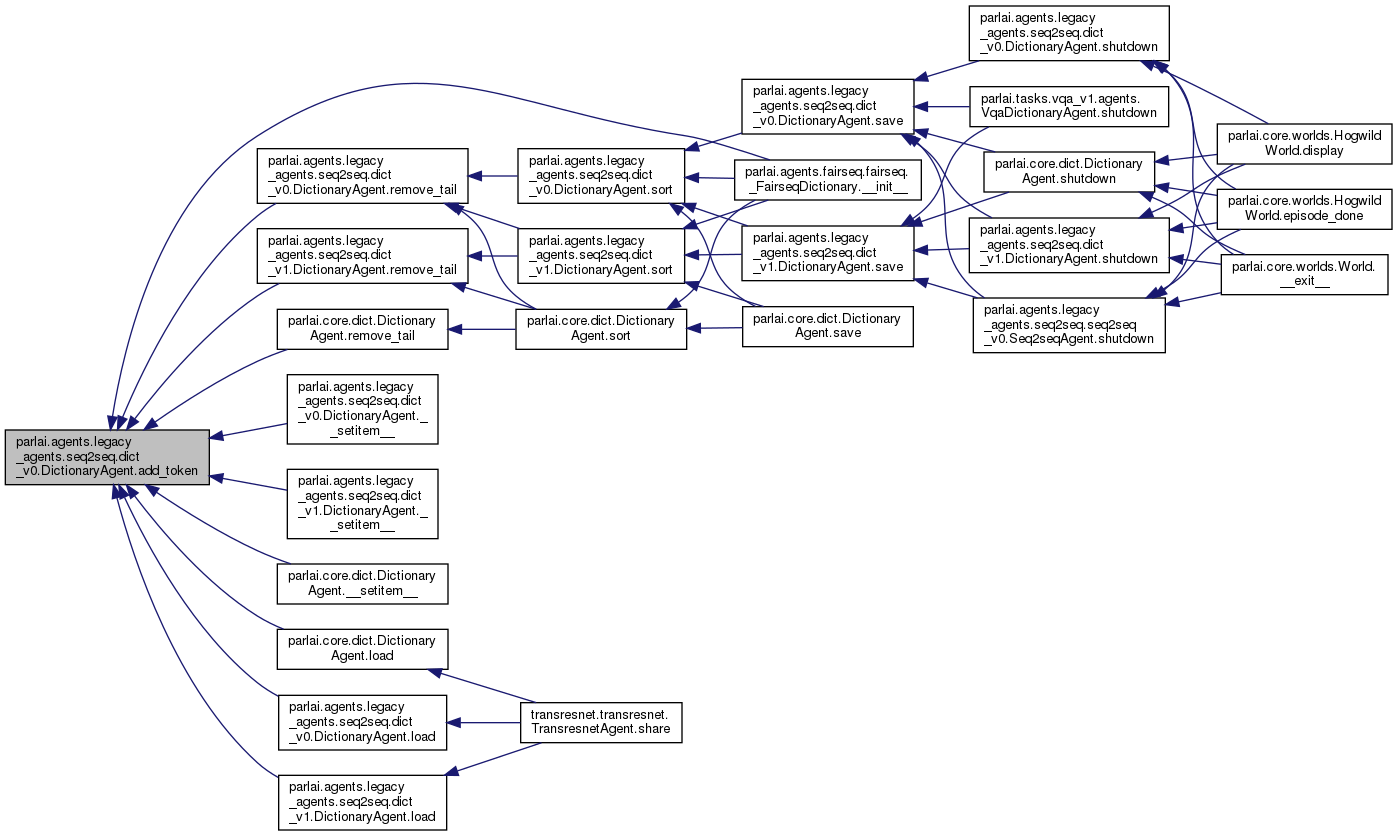 parlai.agents.legacy
_agents.seq2seq.dict
_v0.DictionaryAgent.add_token
parlai.agents.legacy
_agents.seq2seq.dict
_v0.DictionaryAgent.remove_tail
parlai.agents.legacy
_agents.seq2seq.dict
_v1.DictionaryAgent.remove_tail
parlai.core.dict.Dictionary
Agent.remove_tail
parlai.agents.legacy
_agents.seq2seq.dict
_v0.DictionaryAgent._
_setitem__
parlai.agents.legacy
_agents.seq2seq.dict
_v1.DictionaryAgent._
_setitem__
parlai.core.dict.Dictionary
Agent.__setitem__
parlai.core.dict.Dictionary
Agent.load
parlai.agents.legacy
_agents.seq2seq.dict
_v0.DictionaryAgent.load
parlai.agents.legacy
_agents.seq2seq.dict
_v1.DictionaryAgent.load
parlai.agents.legacy
_agents.seq2seq.dict
_v0.DictionaryAgent.sort
parlai.agents.legacy
_agents.seq2seq.dict
_v1.DictionaryAgent.sort
parlai.core.dict.Dictionary
Agent.sort
transresnet.transresnet.
TransresnetAgent.share
parlai.agents.legacy
_agents.seq2seq.dict
_v0.DictionaryAgent.save
parlai.agents.fairseq.fairseq.
_FairseqDictionary.__init__
parlai.agents.legacy
_agents.seq2seq.dict
_v1.DictionaryAgent.save
parlai.core.dict.Dictionary
Agent.save
parlai.agents.legacy
_agents.seq2seq.dict
_v0.DictionaryAgent.shutdown
parlai.tasks.vqa_v1.agents.
VqaDictionaryAgent.shutdown
parlai.core.dict.Dictionary
Agent.shutdown
parlai.agents.legacy
_agents.seq2seq.dict
_v1.DictionaryAgent.shutdown
parlai.agents.legacy
_agents.seq2seq.seq2seq
_v0.Seq2seqAgent.shutdown
parlai.core.worlds.Hogwild
World.display
parlai.core.worlds.Hogwild
World.episode_done
parlai.core.worlds.World.
__exit__